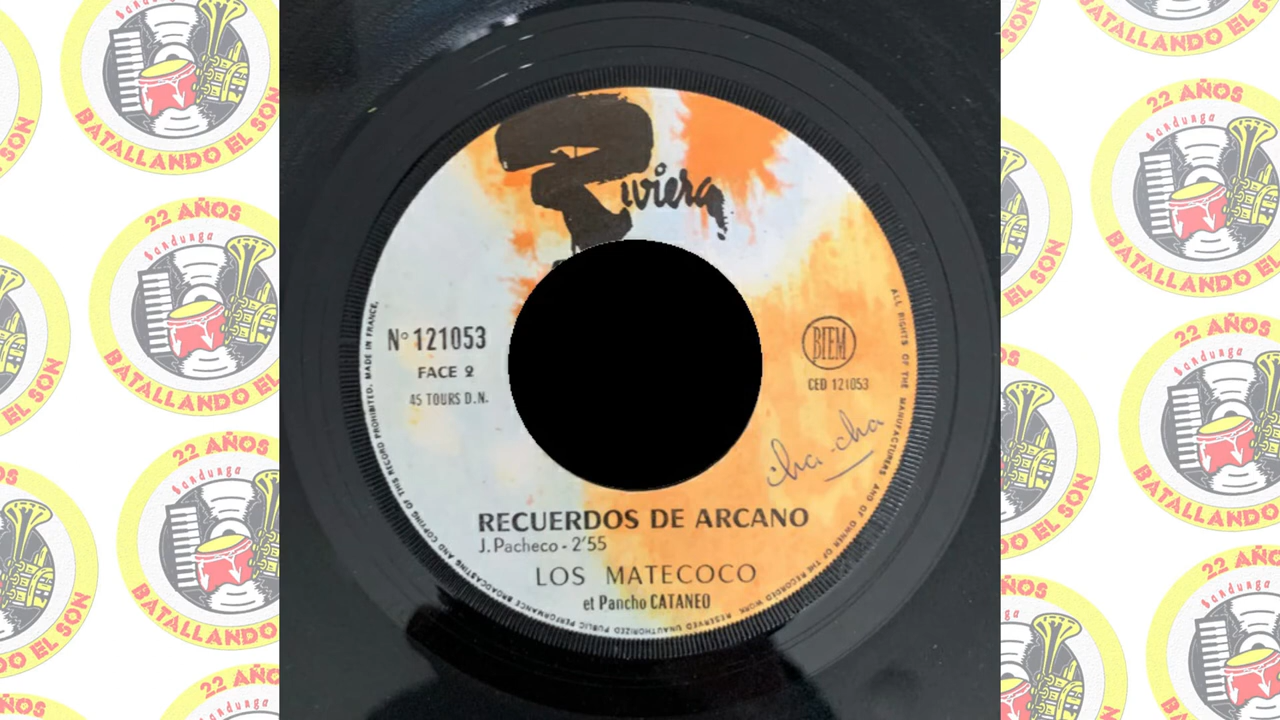 Riviera
N° 121053
FACE 2
45 TOURS D.N.
BIEM
CED 121053
cha-cha
RECUERDOS DE ARCANO
J. Pacheco - 2'55
LOS MATECOCO
et Pancho CATANEO
ALL RIGHTS OF THE MANUFACTURERS AND OF OWNER OF THE RECORDED WORK RESERVED UNAUTHORIZED PUBLIC PERFORMANCE BROADCASTING AND COPYING OF THIS RECORD PROHIBITED. MADE IN FRANCE.
22 AÑOS
Sandunga
BATALLANDO EL SON